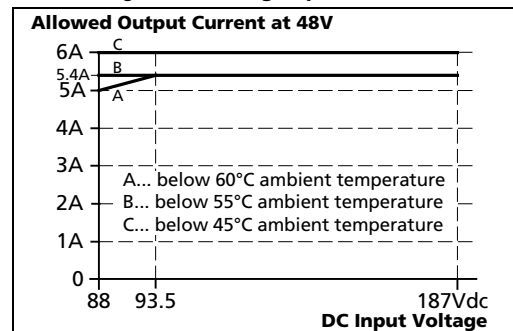 Allowed Output Current at 48V
6A
C
5.4A
B
5A
A
4A
3A
A... below 60°C ambient temperature
2A
B... below 55°C ambient temperature
C... below 45°C ambient temperature
1A
0
88 93.5 187Vdc
DC Input Voltage